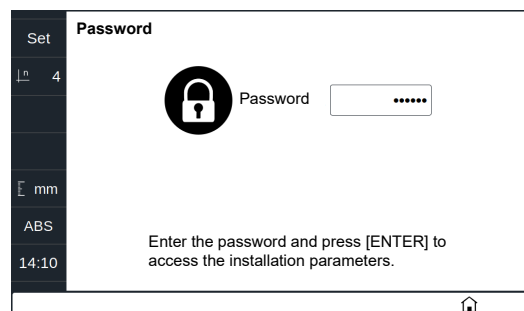 Set
Password
n 4
Password ••••••
mm
ABS
Enter the password and press [ENTER] to
14:10
access the installation parameters.